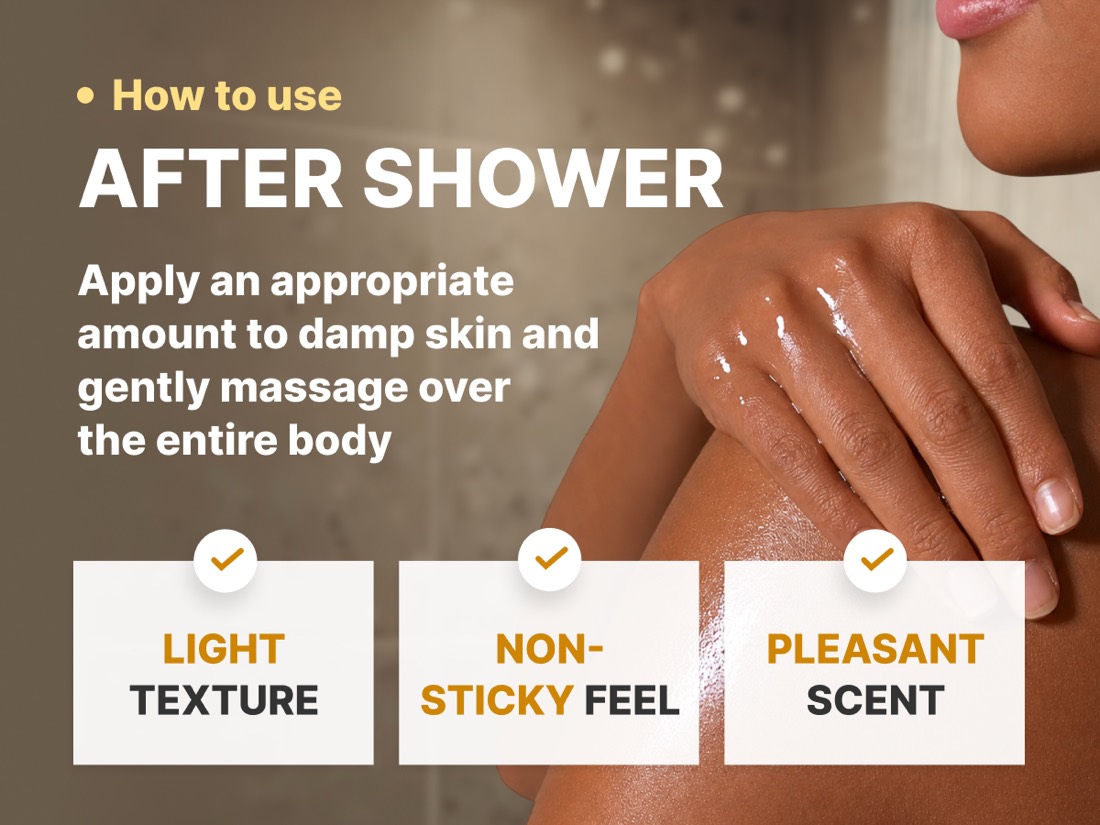 • How to use
AFTER SHOWER
Apply an appropriate
amount to damp skin and
gently massage over
the entire body
LIGHT
TEXTURE
NON-
STICKY FEEL
PLEASANT
SCENT